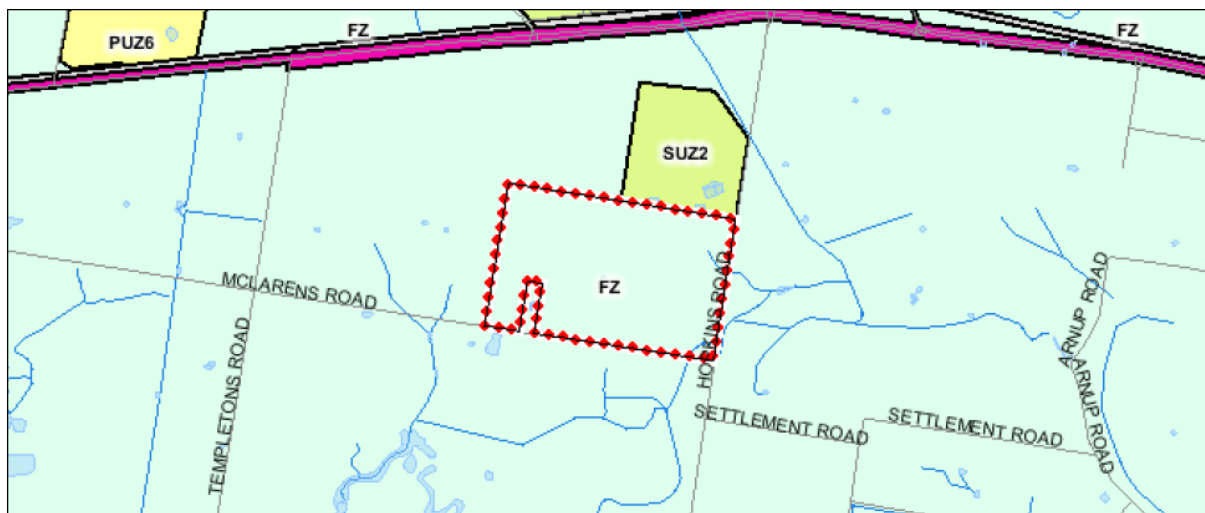 FZ
FZ
PUZ6
SUZ2
FZ
MCLARENS ROAD
HOPKINS ROAD
TEMPLETONS ROAD
ARNUP ROAD
ARNUP ROAD
SETTLEMENT ROAD
SETTLEMENT ROAD